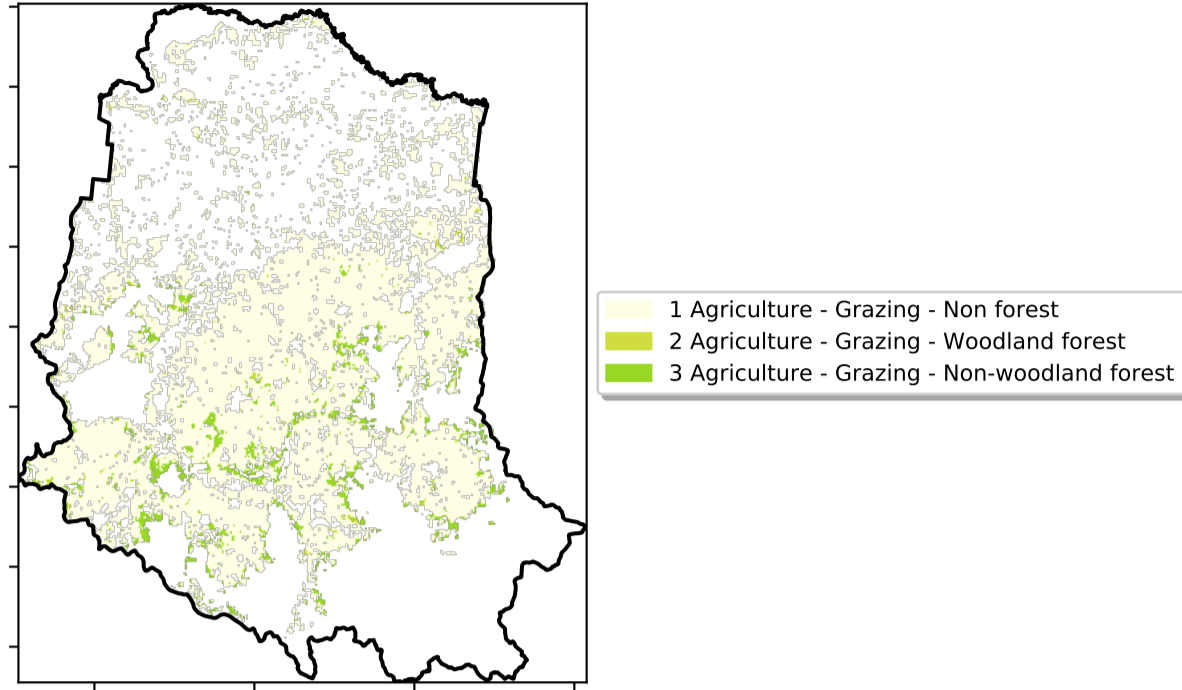 1 Agriculture - Grazing - Non forest
2 Agriculture - Grazing - Woodland forest
3 Agriculture - Grazing - Non-woodland forest